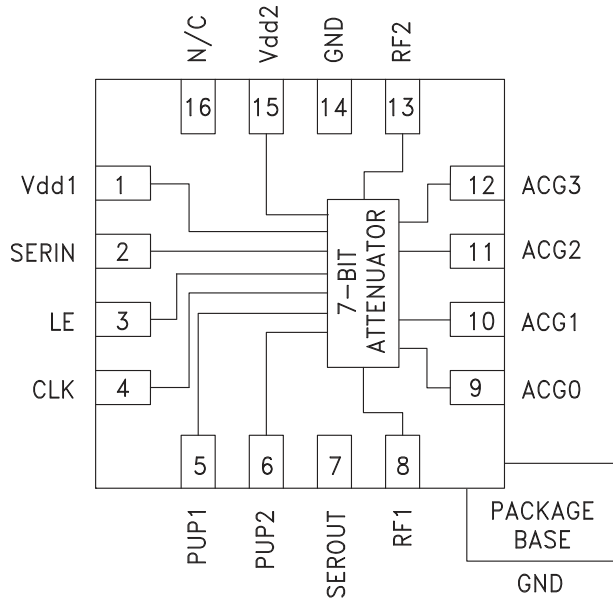 N/C
Vdd2
GND
RF2
16
15
14
13
Vdd1
1
12
ACG3
SERIN
2
11
ACG2
LE
3
10
ACG1
CLK
4
9
ACG0
7-BIT
ATTENUATOR
5
6
7
8
PUP1
PUP2
SEROUT
RF1
PACKAGE
BASE
GND